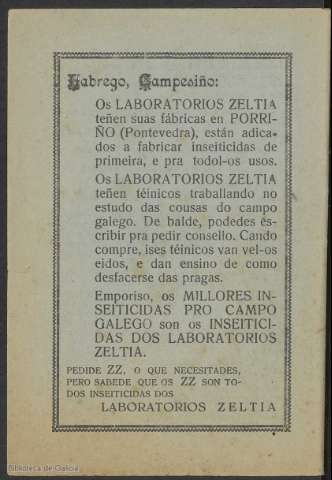 Labrego, Campesiño:
Os LABORATORIOS ZELTIA
teñen suas fábricas en PORRI-
ÑO (Pontevedra), están adica-
dos a fabricar inseiticidas de
primeira, e pra todol-os usos.
Os LABORATORIOS ZELTIA
teñen téinicos traballando no
estudo das cousas do campo
galego. De balde, podedes és-
cribir pra pedir consello. Cando
compre, ises téinicos van vel-os
eidos, e dan ensino de como
desfacerse das pragas.
Emporiso, os MILLORES IN-
SEITICIDAS PRO CAMPO
GALEGO son os INSEITICI-
DAS DOS LABORATORIOS
ZELTIA.
PEDIDE ZZ, O QUE NECESITADES,
PERO SABEDE QUE OS ZZ SON TO-
DOS INSEITICIDAS DOS
LABORATORIOS ZELTIA
Biblioteca de Galicia